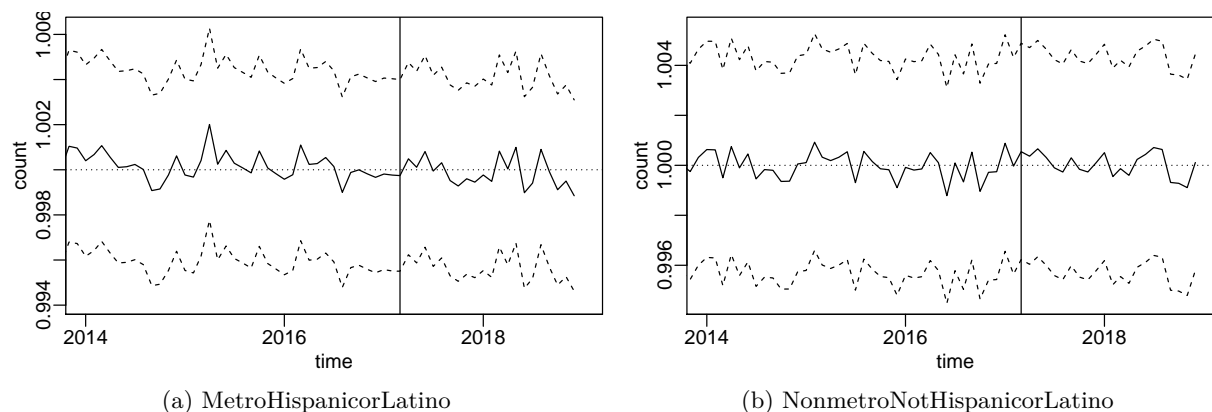 1.006
1.002
0.998
0.994
count
2014
2016
2018
time
(a) MetroHispanicorLatino
1.004
1.000
0.996
count
2014
2016
2018
time
(b) NonmetroNotHispanicorLatino